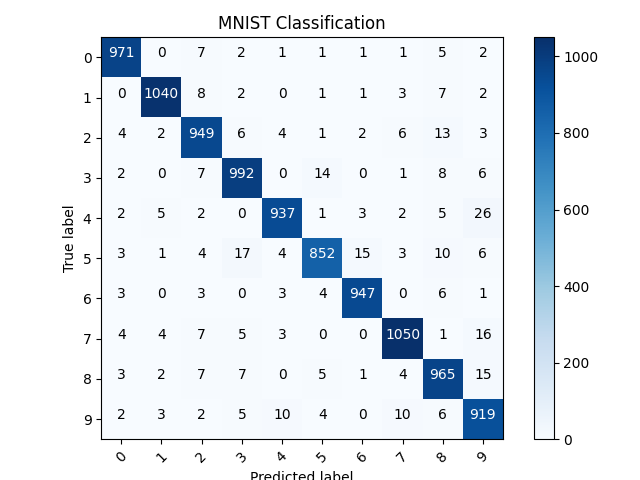 MNIST Classification
0 971 0 7 2 1 1 1 1 5 2
1 0 1040 8 2 0 1 1 3 7 2
2 4 2 949 6 4 1 2 6 13 3
3 2 0 7 992 0 14 0 1 8 6
4 2 5 2 0 937 1 3 2 5 26
5 3 1 4 17 4 852 15 3 10 6
6 3 0 3 0 3 4 947 0 6 1
7 4 4 7 5 3 0 0 1050 1 16
8 3 2 7 7 0 5 1 4 965 15
9 2 3 2 5 10 4 0 10 6 919
0 1 2 3 4 5 6 7 8 9
True label
Predicted label
1000
800
600
400
200
0